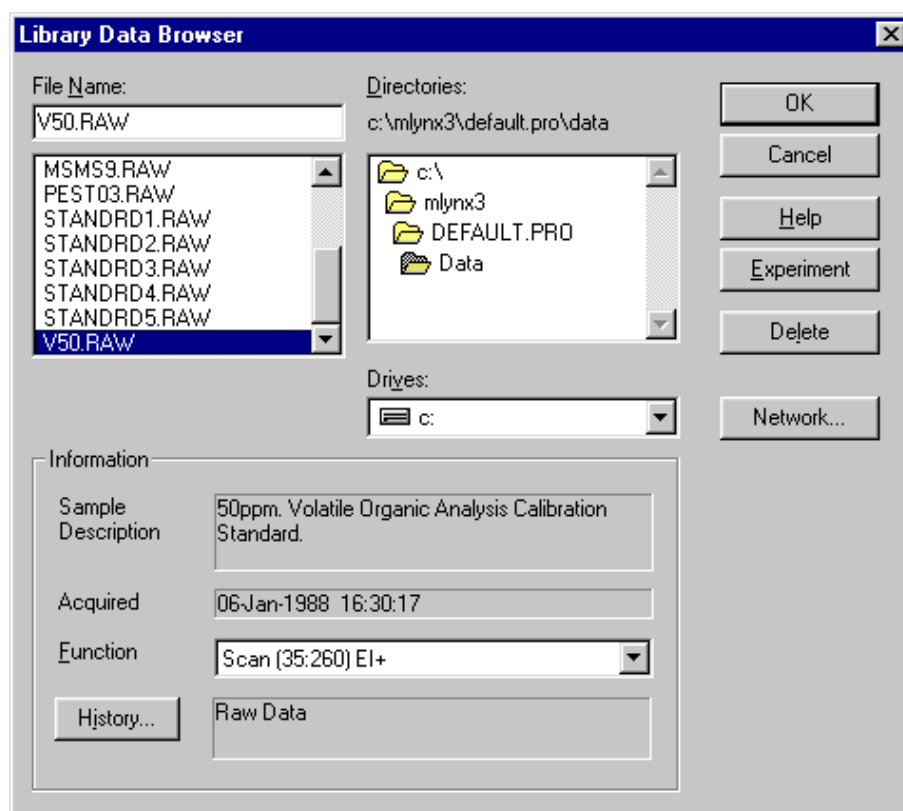 Library Data Browser
File Name:
V50.RAW
MSMS9.RAW
PEST03.RAW
STANDRD1.RAW
STANDRD2.RAW
STANDRD3.RAW
STANDRD4.RAW
STANDRD5.RAW
V50.RAW
Directories:
c:\mlynx3\default.pro\data
c:\
mlynx3
DEFAULT.PRO
Data
Drives:
c:
OK
Cancel
Help
Experiment
Delete
Network...
Information
Sample
Description
50ppm. Volatile Organic Analysis Calibration
Standard.
Acquired
06-Jan-1988 16:30:17
Function
Scan (35:260) EI+
History...
Raw Data